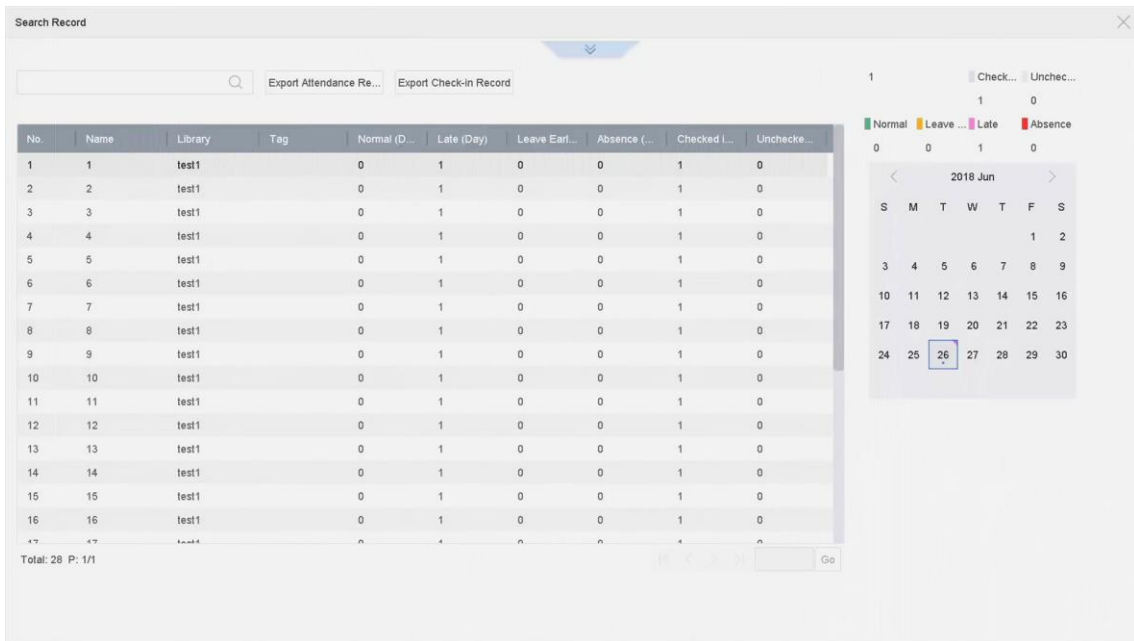 Search Record
Export Attendance Re... Export Check-in Record
No. Name Library Tag Normal (D... Late (Day) Leave Earl... Absence (... Checked i... Unchecke...
1 1 test1 0 1 0 0 1 0
2 2 test1 0 1 0 0 1 0
3 3 test1 0 1 0 0 1 0
4 4 test1 0 1 0 0 1 0
5 5 test1 0 1 0 0 1 0
6 6 test1 0 1 0 0 1 0
7 7 test1 0 1 0 0 1 0
8 8 test1 0 1 0 0 1 0
9 9 test1 0 1 0 0 1 0
10 10 test1 0 1 0 0 1 0
11 11 test1 0 1 0 0 1 0
12 12 test1 0 1 0 0 1 0
13 13 test1 0 1 0 0 1 0
14 14 test1 0 1 0 0 1 0
15 15 test1 0 1 0 0 1 0
16 16 test1 0 1 0 0 1 0
17 17 test1 0 1 0 0 1 0
Total: 28 P: 1/1
Go
1 Check... Unchec...
1 0
Normal Leave ... Late Absence
0 0 1 0
2018 Jun
S M T W T F S
1 2
3 4 5 6 7 8 9
10 11 12 13 14 15 16
17 18 19 20 21 22 23
24 25 26 27 28 29 30